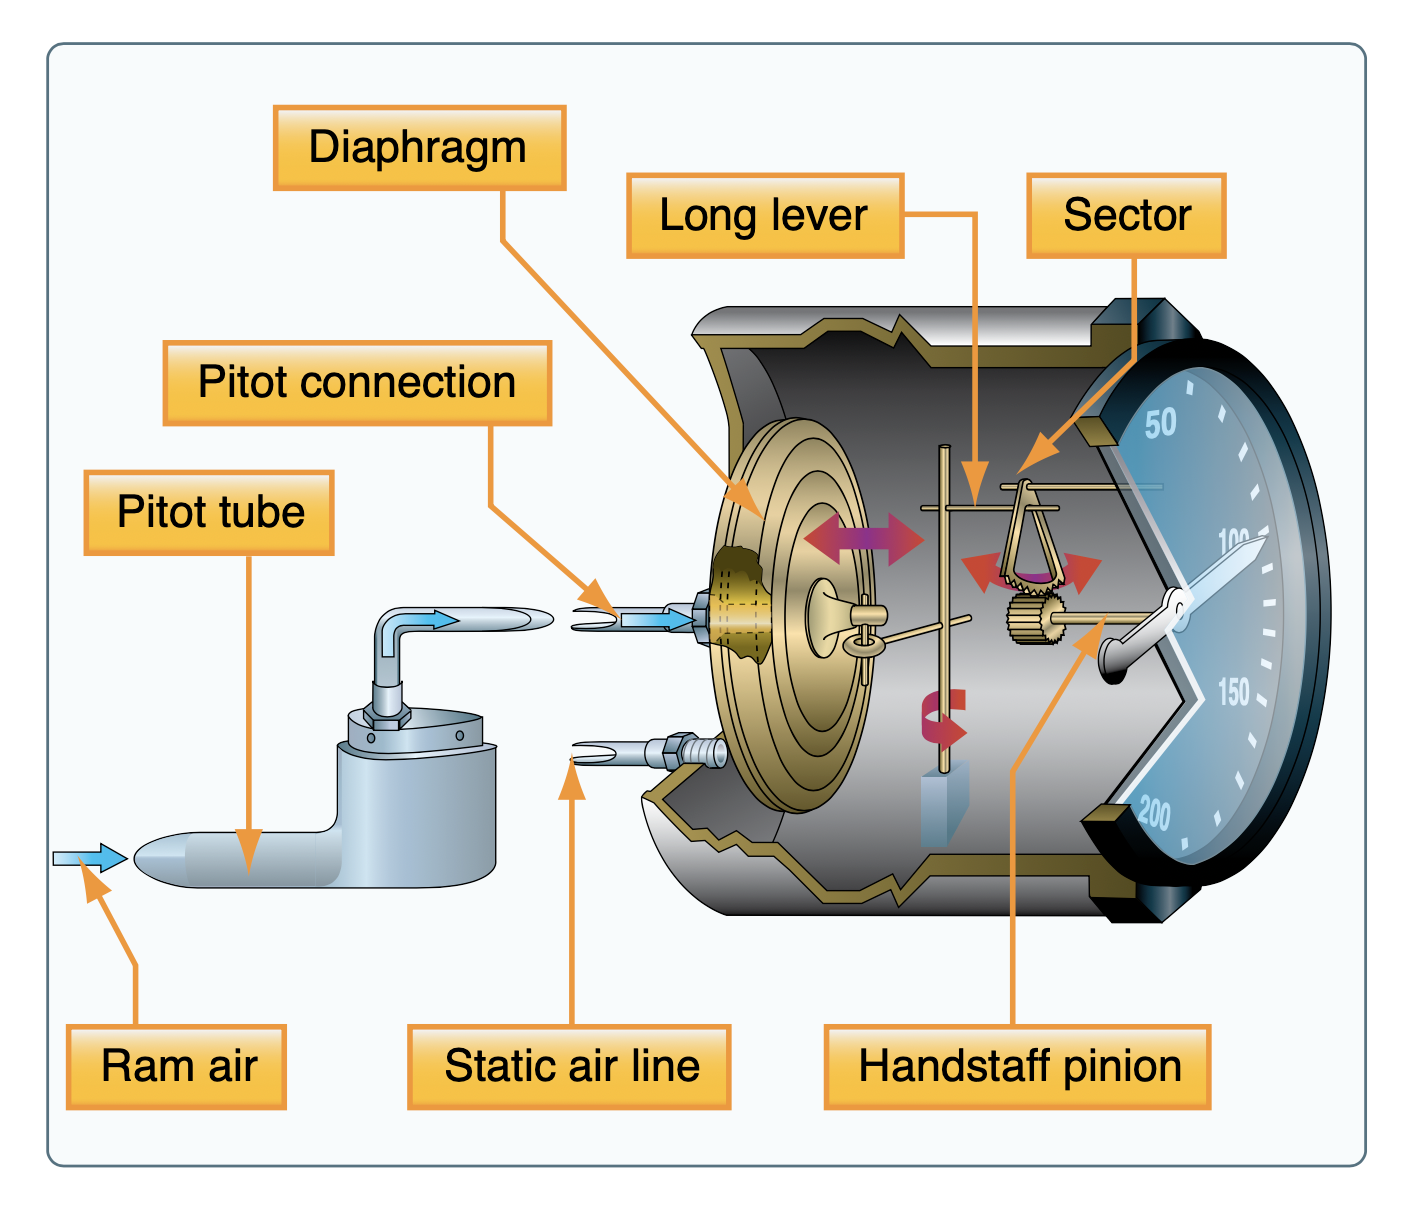 Diaphragm
Long lever
Sector
Pitot connection
Pitot tube
50
100
150
200
Ram air
Static air line
Handstaff pinion